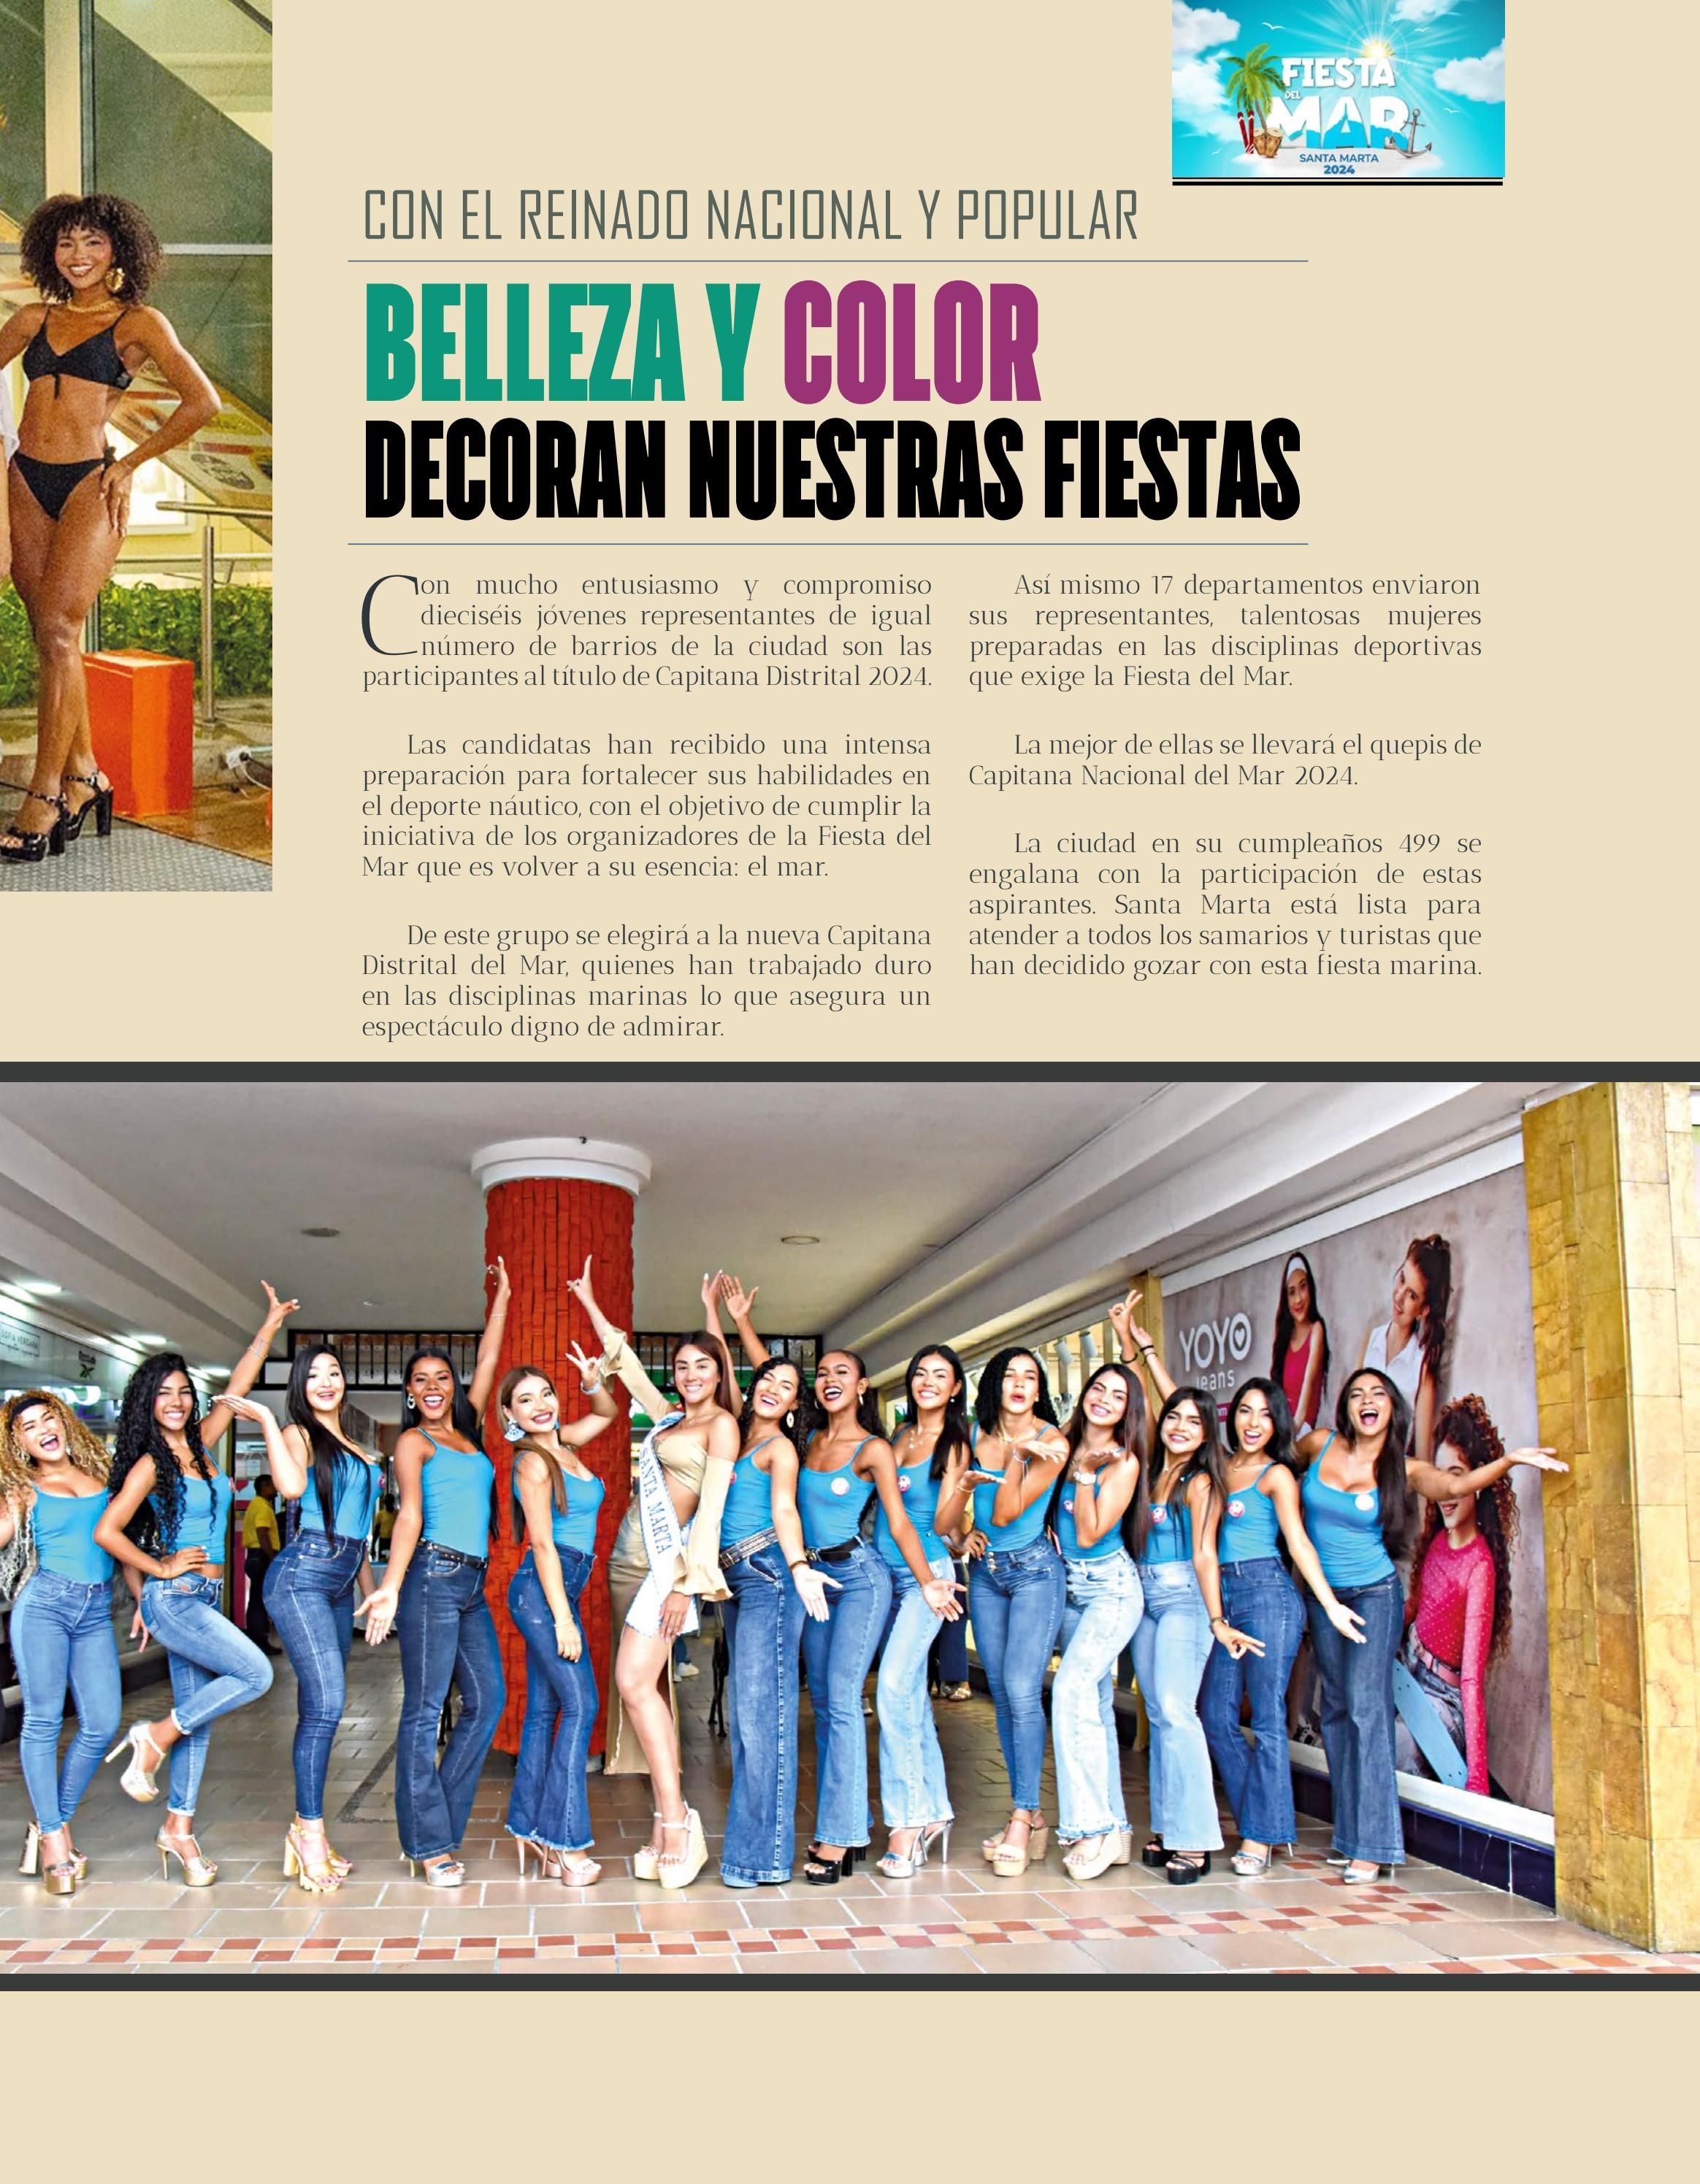 FIESTA
DEL
MAR
SANTA MARTA
2024
CON EL REINADO NACIONAL Y POPULAR
BELLEZA Y COLOR
DECORAN NUESTRAS FIESTAS
Con mucho entusiasmo y compromiso
dieciséis jóvenes representantes de igual
número de barrios de la ciudad son las
participantes al título de Capitana Distrital 2024.
Las candidatas han recibido una intensa
preparación para fortalecer sus habilidades en
el deporte náutico, con el objetivo de cumplir la
iniciativa de los organizadores de la Fiesta del
Mar que es volver a su esencia: el mar.
De este grupo se elegirá a la nueva Capitana
Distrital del Mar, quienes han trabajado duro
en las disciplinas marinas lo que asegura un
espectáculo digno de admirar.
Así mismo 17 departamentos enviaron
sus representantes, talentosas mujeres
preparadas en las disciplinas deportivas
que exige la Fiesta del Mar.
La mejor de ellas se llevará el quepis de
Capitana Nacional del Mar 2024.
La ciudad en su cumpleaños 499 se
engalana con la participación de estas
aspirantes. Santa Marta está lista para
atender a todos los samarios y turistas que
han decidido gozar con esta fiesta marina.
YOYO
Jeans
SANTA MARTA